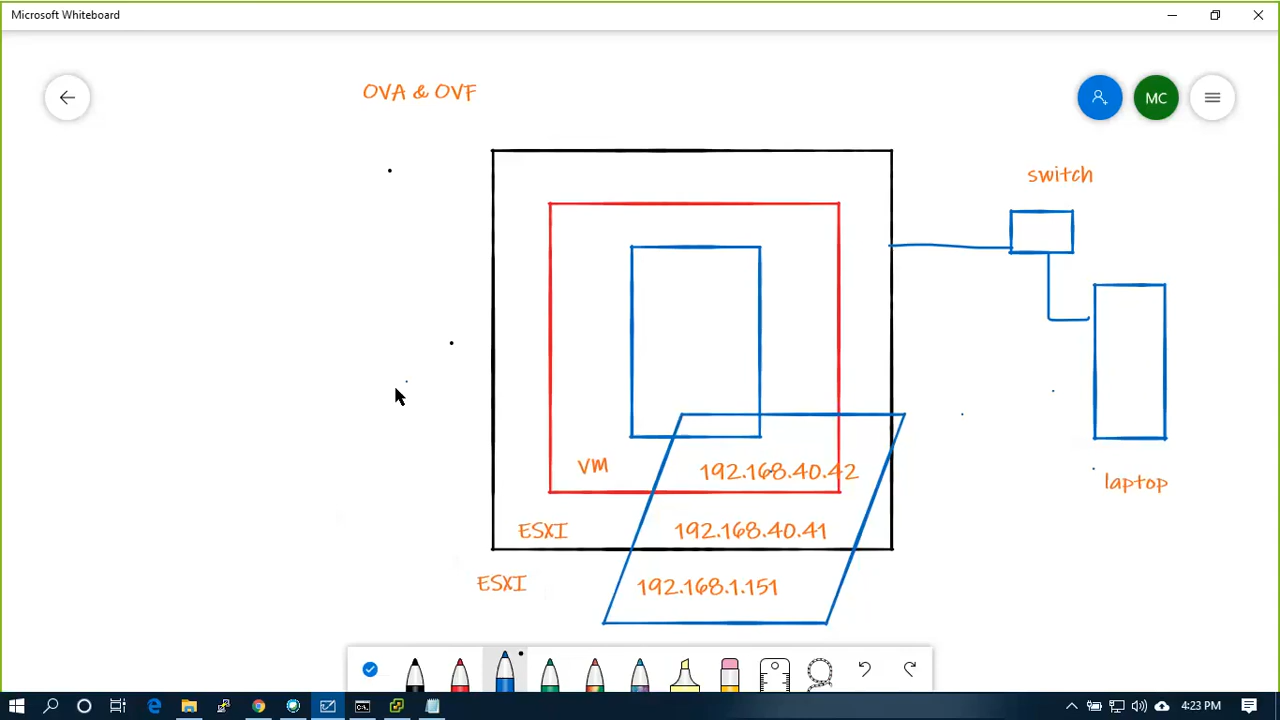 Microsoft Whiteboard
OVA & OVF
MC
switch
VM
192.168.40.42
laptop
ESXI
192.168.40.41
ESXI
192.168.1.151
4:23 PM